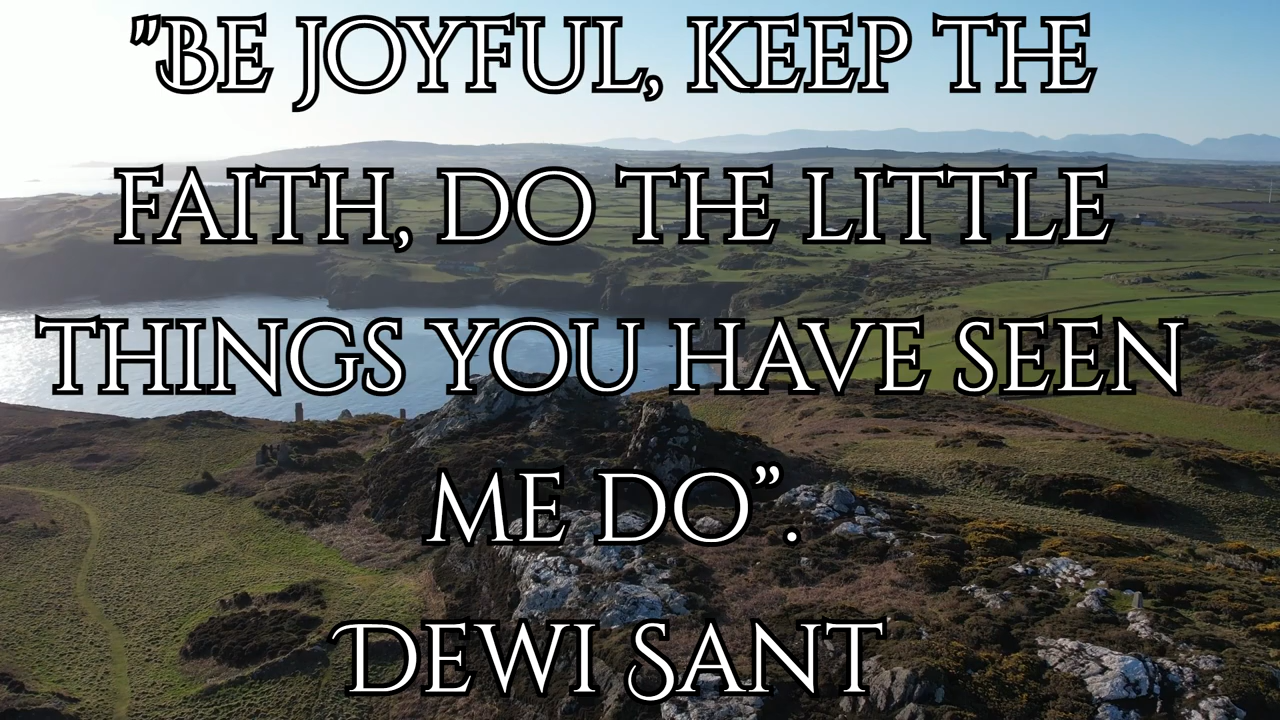 "BE JOYFUL, KEEP THE
FAITH, DO THE LITTLE
THINGS YOU HAVE SEEN
ME DO”.
DEWI SANT